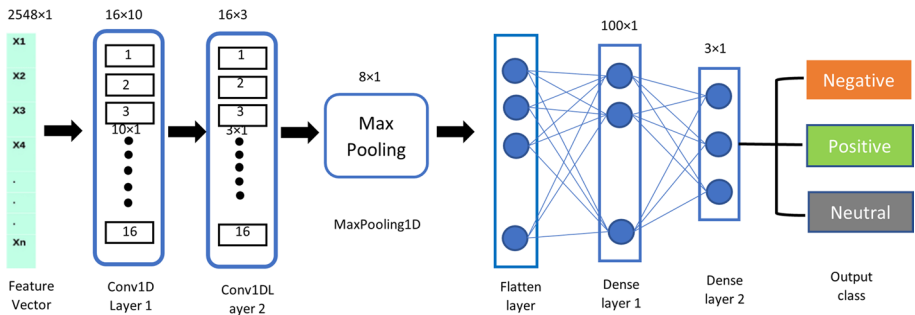 2548×1
X1
X2
X3
X4
.
.
.
Xn
Feature
Vector
16×10
1
2
3
10×1
16
Conv1D
Layer 1
16×3
1
2
3
3×1
16
Conv1DL
ayer 2
8×1
Max
Pooling
MaxPooling1D
Flatten
layer
100×1
Dense
layer 1
3×1
Dense
layer 2
Negative
Positive
Neutral
Output
class